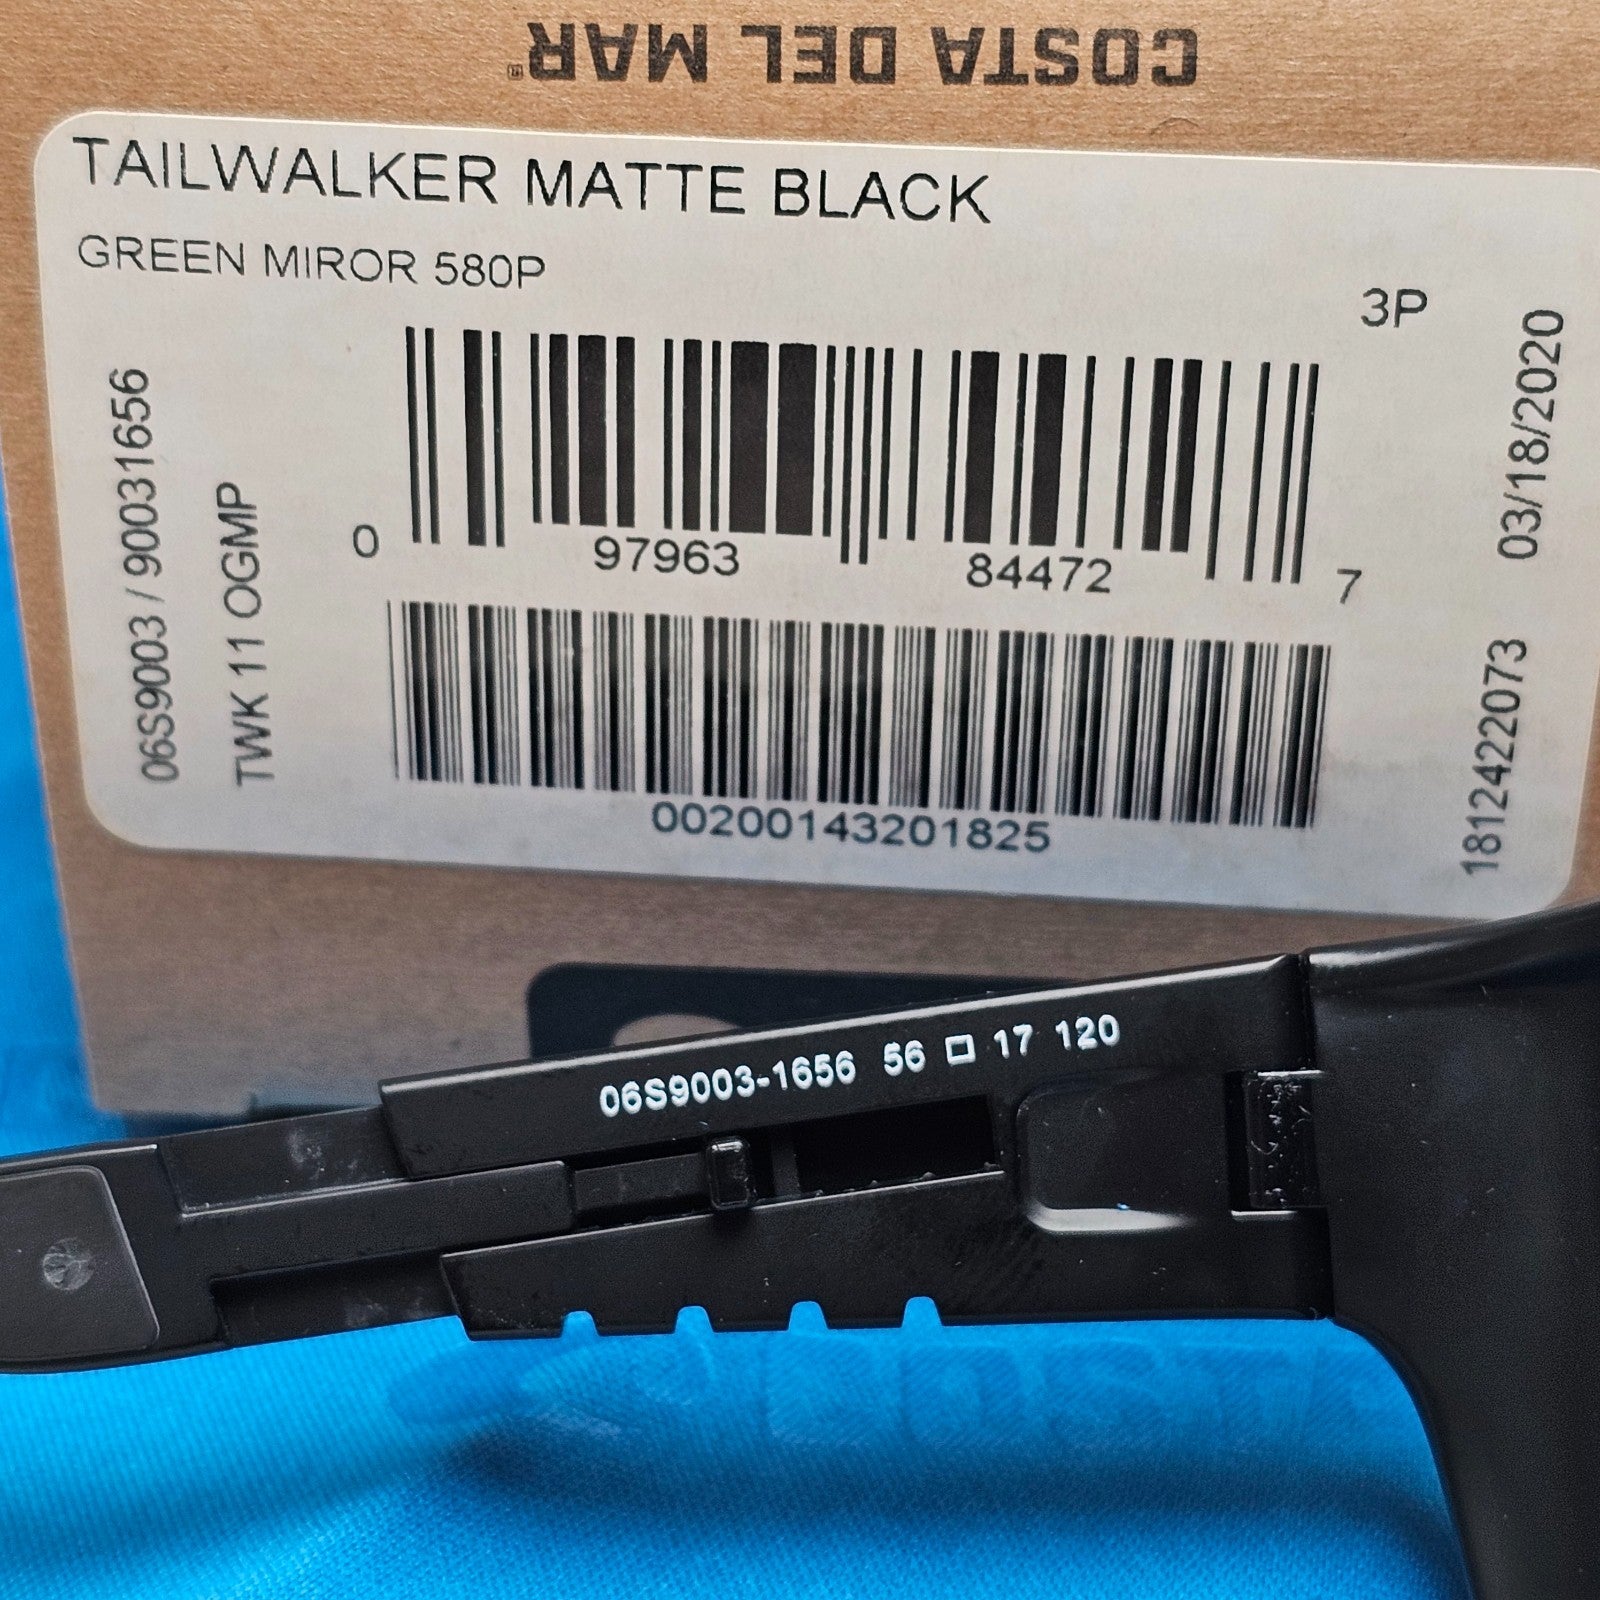 COSTA DEL MAR®
TAILWALKER MATTE BLACK
GREEN MIROR 580P
3P
06S9003 / 90031656
TWK 11 OGMP
0 97963 84472 7
00200143201825
03/18/2020
1812422073
06S9003-1656 56 □ 17 120